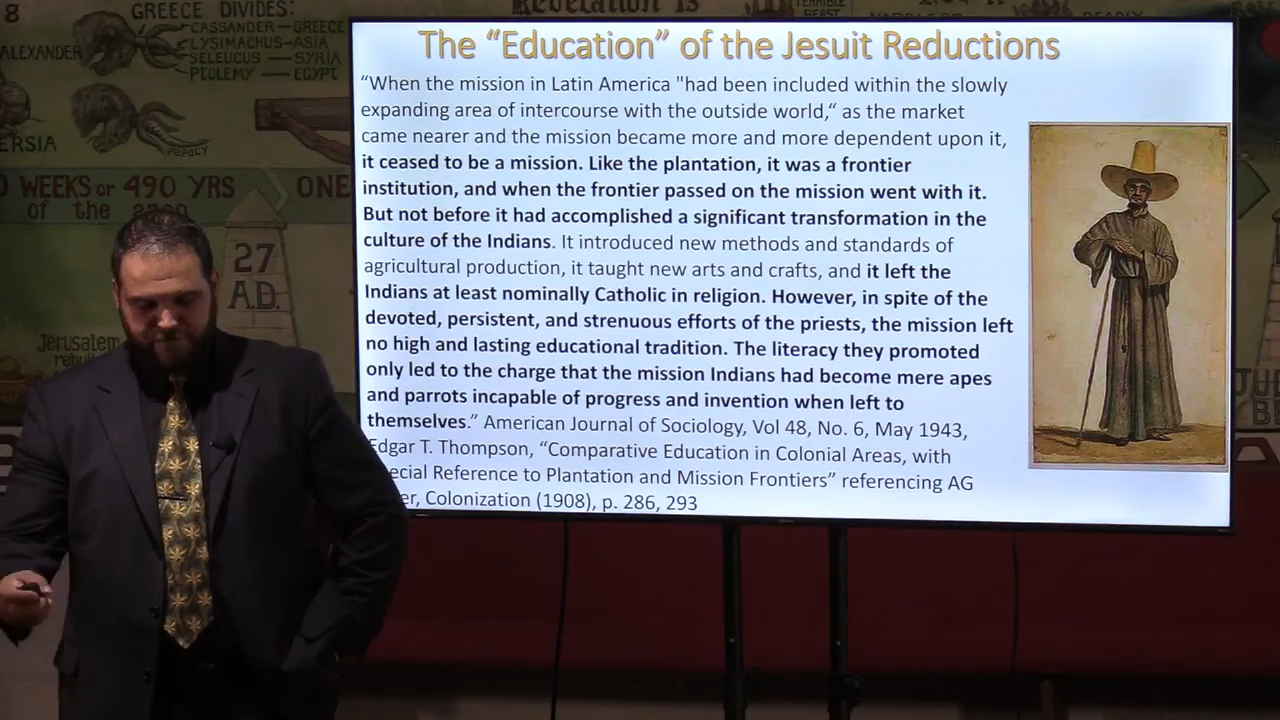 8
GREECE DIVIDES:
CASSANDER—GREECE
LYSIMACHUS—ASIA
SELEUCUS — SYRIA
PTOLEMY — EGYPT
ALEXANDER
ERSIA
WEEKS or 490 YRS
of the
ONE
27
A.D.
Jerusalem
Revelation is
TERRIBLE
BEAST
The “Education” of the Jesuit Reductions
“When the mission in Latin America "had been included within the slowly
expanding area of intercourse with the outside world,“ as the market
came nearer and the mission became more and more dependent upon it,
it ceased to be a mission. Like the plantation, it was a frontier
institution, and when the frontier passed on the mission went with it.
But not before it had accomplished a significant transformation in the
culture of the Indians. It introduced new methods and standards of
agricultural production, it taught new arts and crafts, and it left the
Indians at least nominally Catholic in religion. However, in spite of the
devoted, persistent, and strenuous efforts of the priests, the mission left
no high and lasting educational tradition. The literacy they promoted
only led to the charge that the mission Indians had become mere apes
and parrots incapable of progress and invention when left to
themselves.” American Journal of Sociology, Vol 48, No. 6, May 1943,
dgar T. Thompson, “Comparative Education in Colonial Areas, with
ecial Reference to Plantation and Mission Frontiers” referencing AG
er, Colonization (1908), p. 286, 293